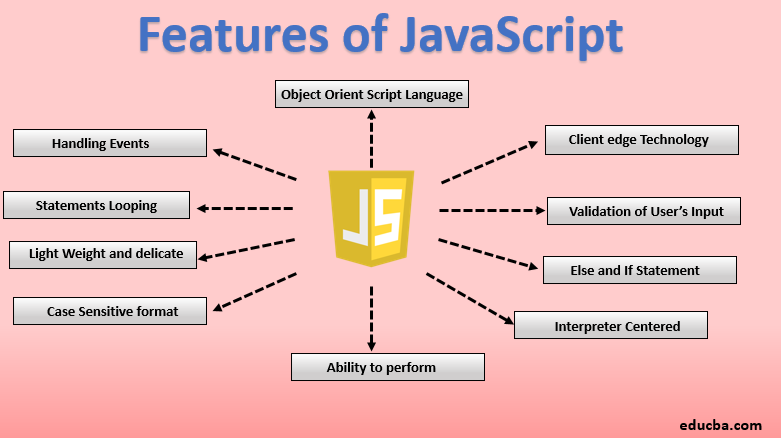 Features of JavaScript
Object Orient Script Language
Handling Events
Client edge Technology
Statements Looping
Validation of User's Input
JS
Light Weight and delicate
Else and If Statement
Case Sensitive format
Interpreter Centered
Ability to perform
educba.com